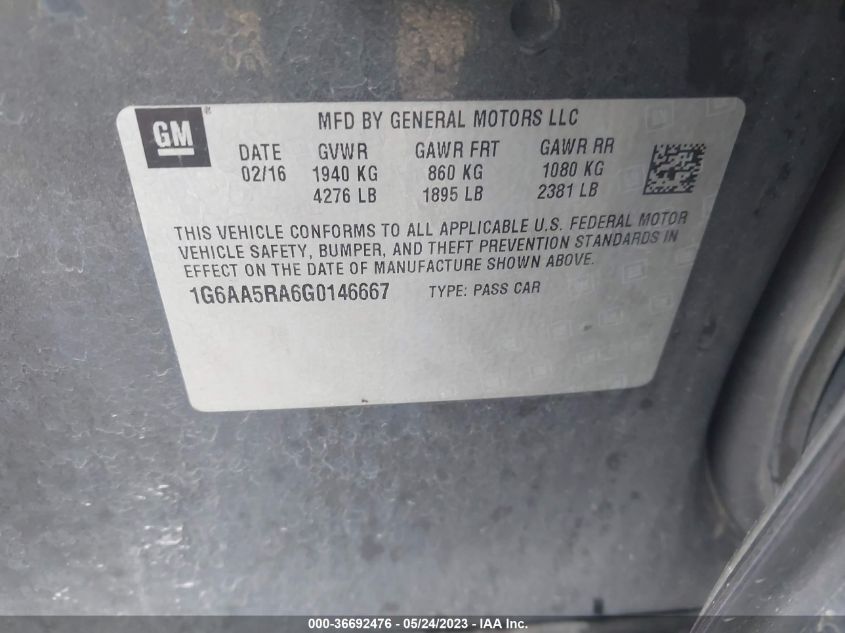 GM
MFD BY GENERAL MOTORS LLC
DATE GVWR GAWR FRT GAWR RR
02/16 1940 KG 860 KG 1080 KG
4276 LB 1895 LB 2381 LB
THIS VEHICLE CONFORMS TO ALL APPLICABLE U.S. FEDERAL MOTOR
VEHICLE SAFETY, BUMPER, AND THEFT PREVENTION STANDARDS IN
EFFECT ON THE DATE OF MANUFACTURE SHOWN ABOVE.
1G6AA5RA6G0146667 TYPE: PASS CAR
000-36692476 - 05/24/2023 - IAA Inc.